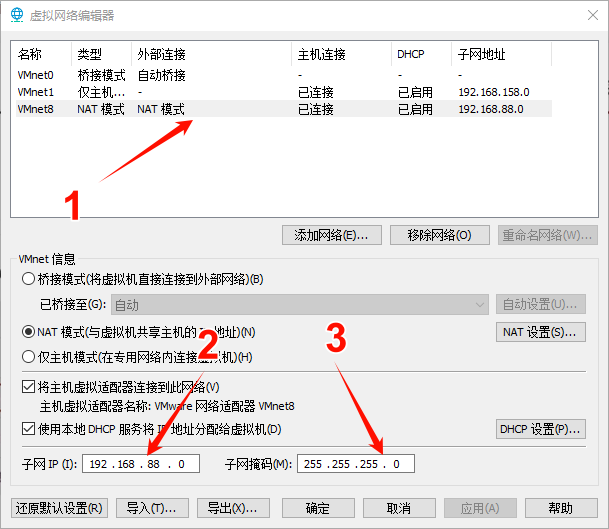 虚拟网络编辑器
名称 类型 外部连接 主机连接 DHCP 子网地址
VMnet0 桥接模式 自动桥接 - - -
VMnet1 仅主机... - 已连接 已启用 192.168.158.0
VMnet8 NAT 模式 NAT 模式 已连接 已启用 192.168.88.0
1
添加网络(E)... 移除网络(O) 重命名网络(W)...
VMnet 信息
桥接模式(将虚拟机直接连接到外部网络)(B)
已桥接至(G): 自动 自动设置(U)...
NAT 模式(与虚拟机共享主机的 地址)(N) NAT 设置(S)...
2 3
仅主机模式(在专用网络内连接虚拟机)(H)
将主机虚拟适配器连接到此网络(V)
主机虚拟适配器名称: VMware 网络适配器 VMnet8
使用本地 DHCP 服务将 IP 地址分配给虚拟机(D) DHCP 设置(P)...
子网 IP (I): 192 .168 . 88 . 0 子网掩码(M): 255 .255 .255 . 0
还原默认设置(R) 导入(T)... 导出(X)... 确定 取消 应用(A) 帮助